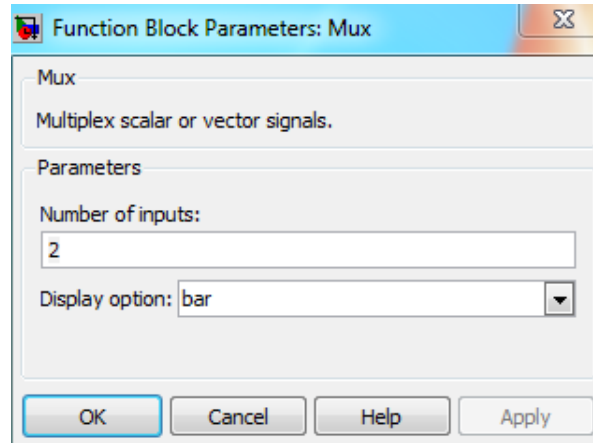 Function Block Parameters: Mux
Mux
Multiplex scalar or vector signals.
Parameters
Number of inputs:
2
Display option: bar
OK Cancel Help Apply